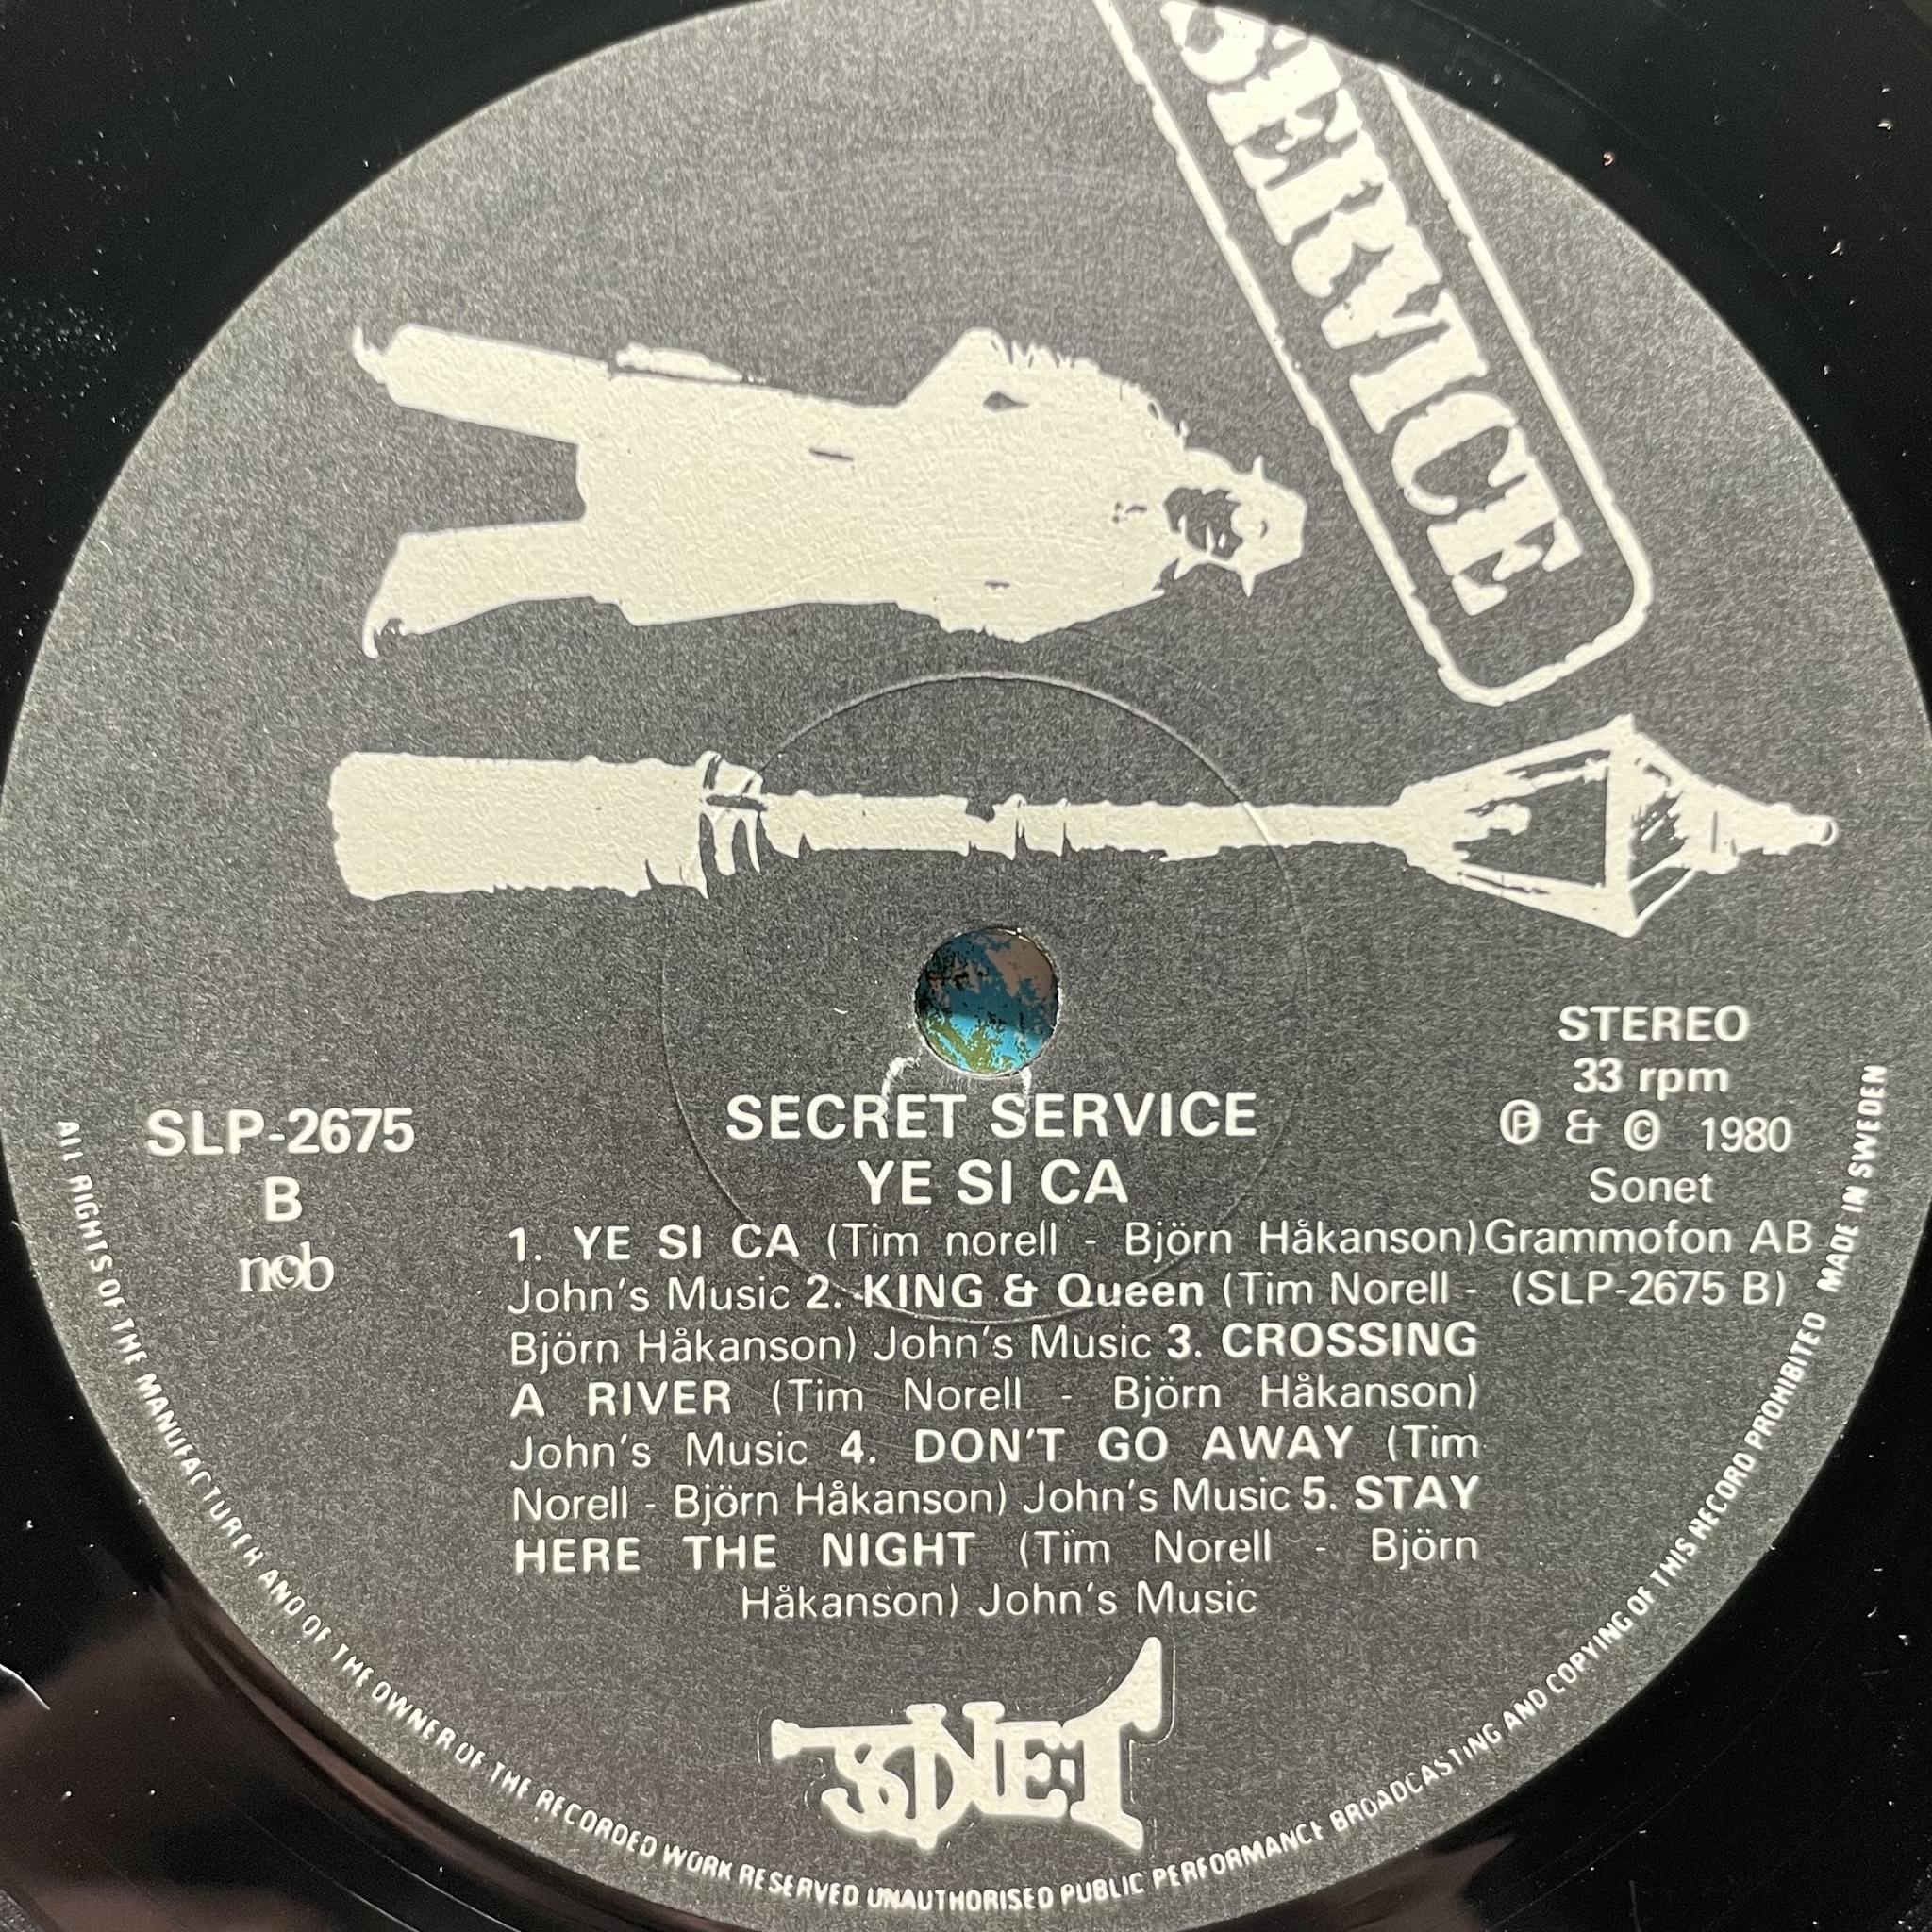 SERVICE
STEREO
33 rpm
Ⓟ & © 1980
Sonet
Grammofon AB
(SLP-2675 B)
SLP-2675
B
ncb
SECRET SERVICE
YE SI CA
1. YE SI CA (Tim norell - Björn Håkanson)
John's Music 2. KING & Queen (Tim Norell -
Björn Håkanson) John's Music 3. CROSSING
A RIVER (Tim Norell - Björn Håkanson)
John's Music 4. DON'T GO AWAY (Tim
Norell - Björn Håkanson) John's Music 5. STAY
HERE THE NIGHT (Tim Norell - Björn
Håkanson) John's Music
SONET
ALL RIGHTS OF THE MANUFACTURER AND OF THE OWNER OF THE RECORDED WORK RESERVED UNAUTHORISED PUBLIC PERFORMANCE BROADCASTING AND COPYING OF THIS RECORD PROHIBITED MADE IN SWEDEN